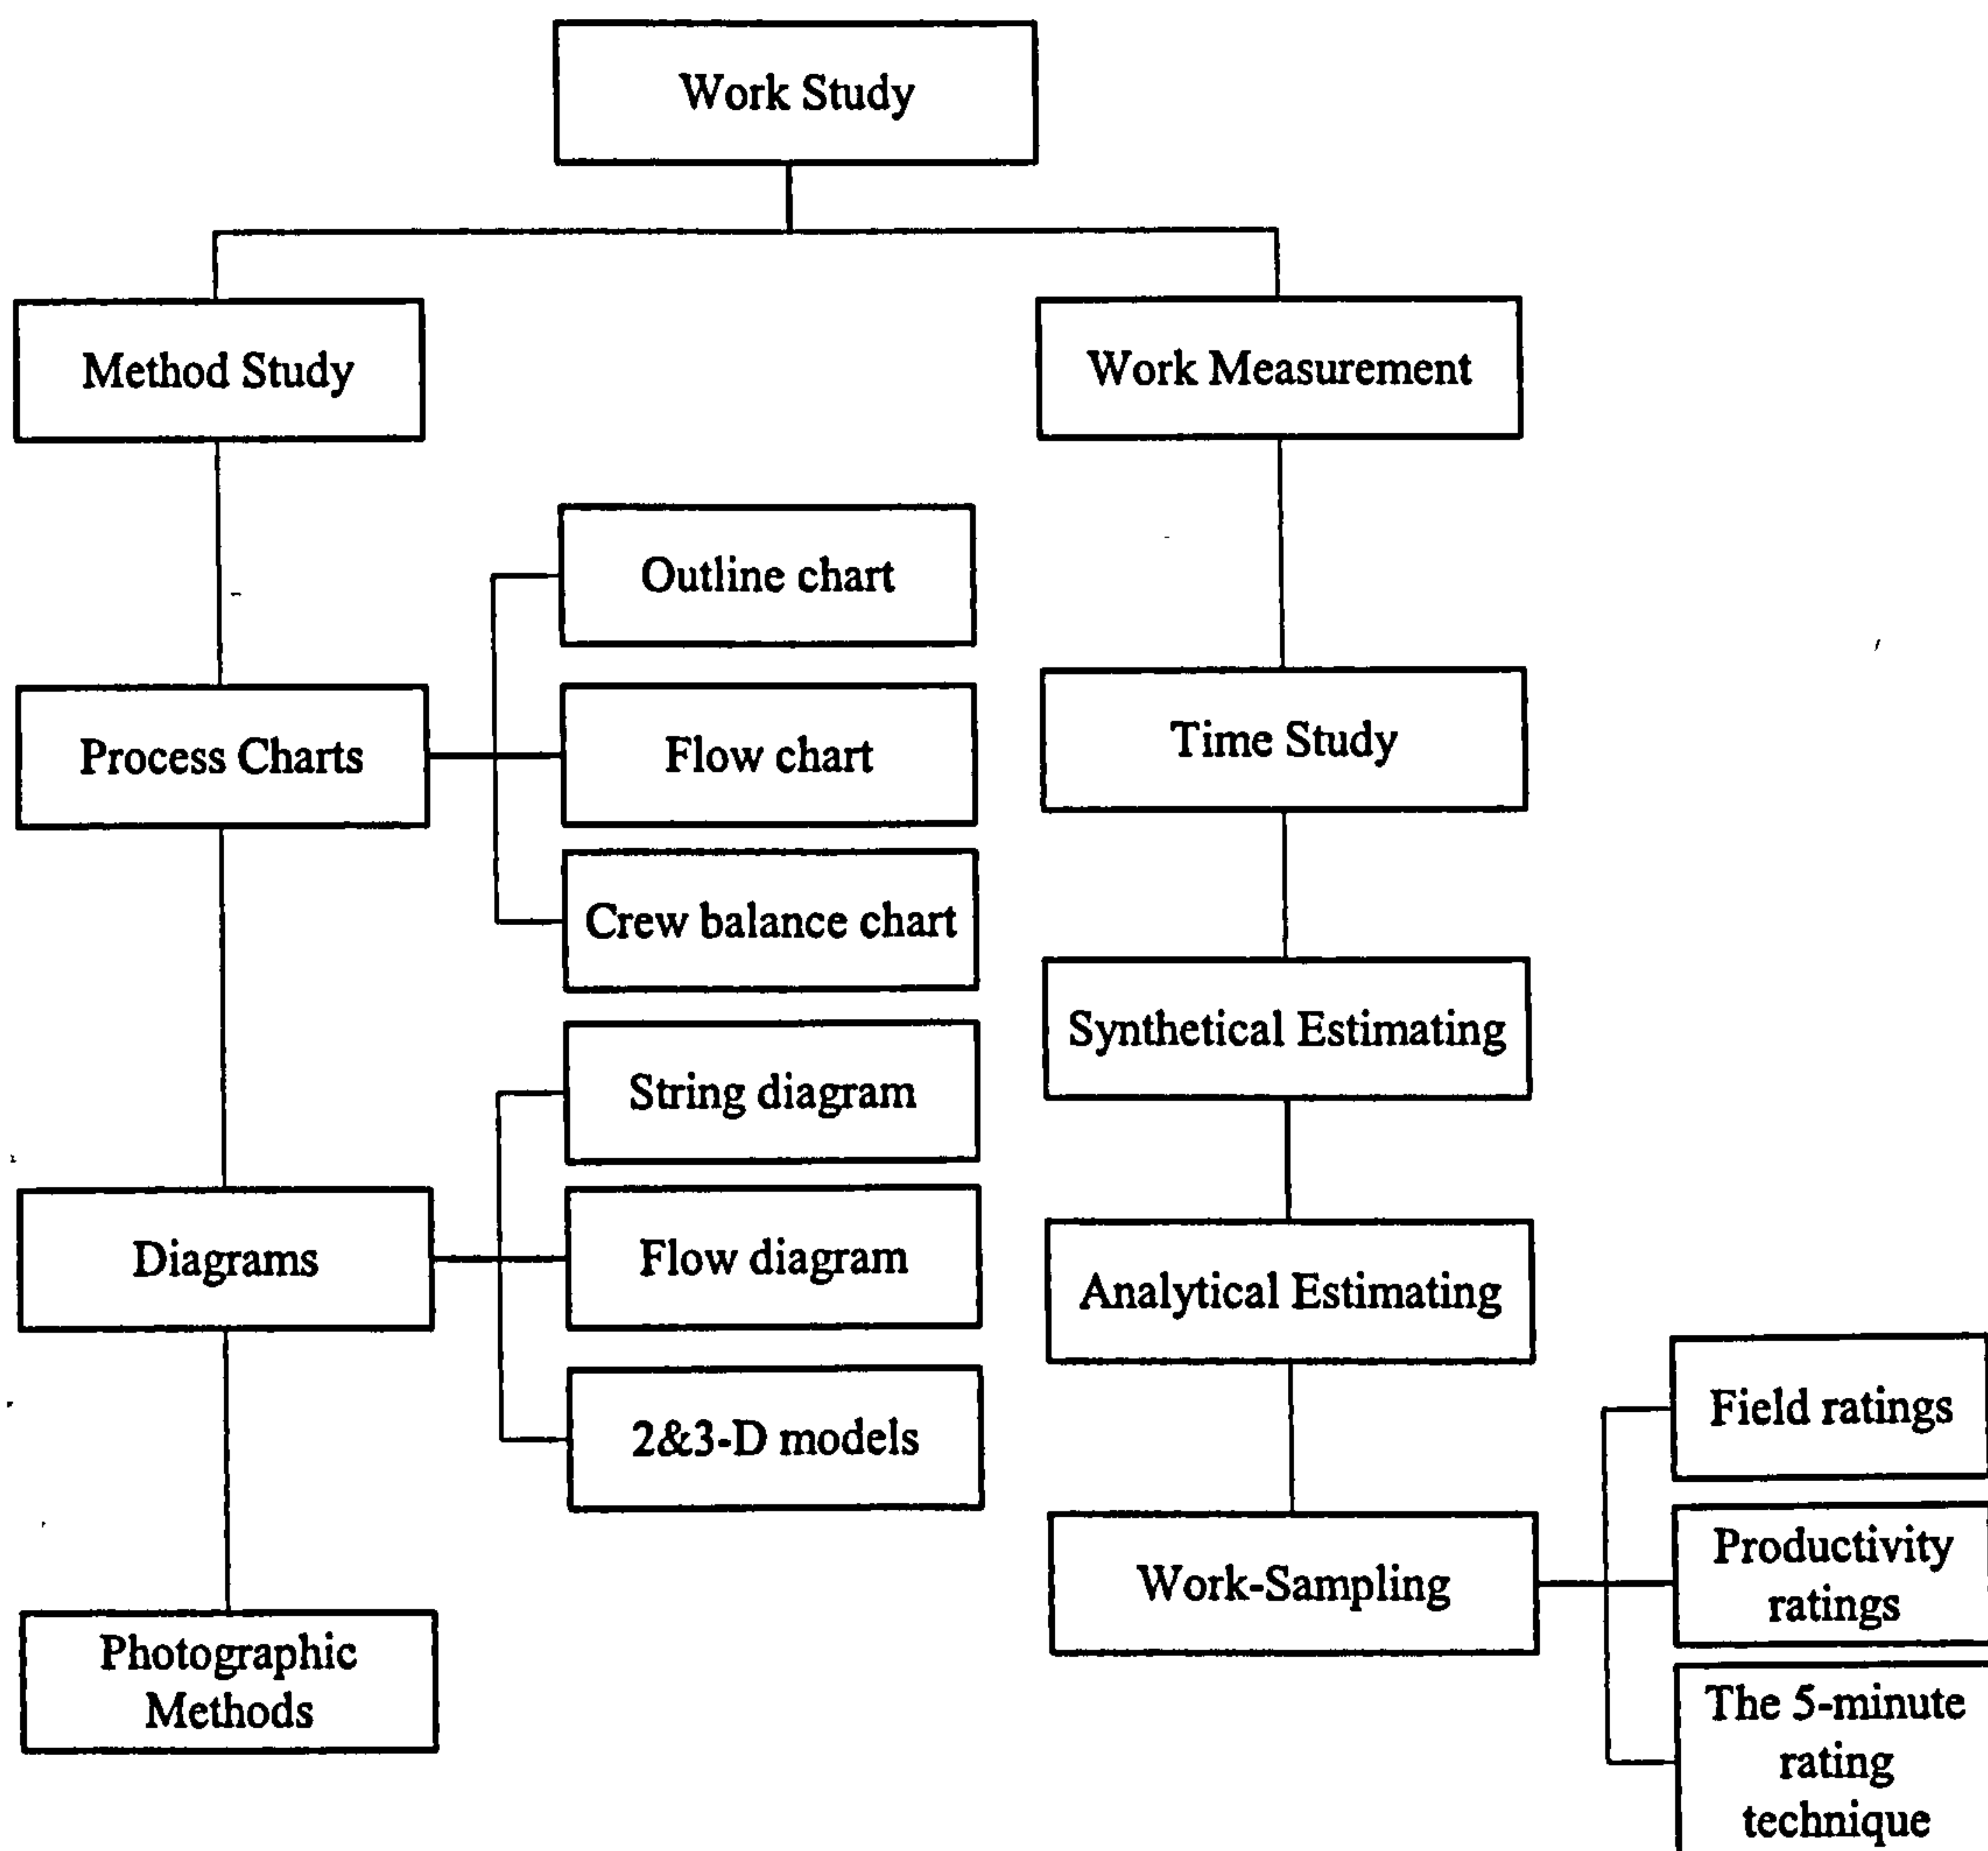 Work Study
Method Study
Work Measurement
Outline chart
Process Charts
Flow chart
Time Study
Crew balance chart
Synthetical Estimating
String diagram
Diagrams
Flow diagram
Analytical Estimating
2&3-D models
Field ratings
Work-Sampling
Productivity
ratings
Photographic
Methods
The 5-minute
rating
technique